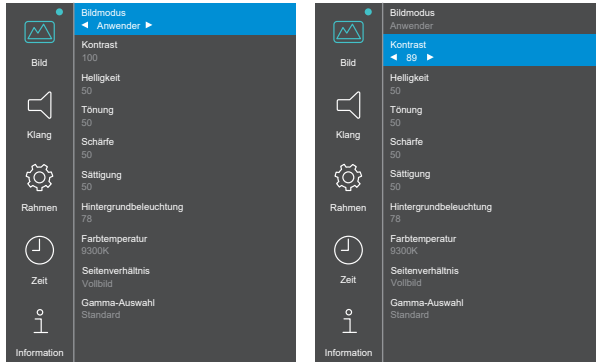 Bild
Klang
Rahmen
Zeit
Information
Bildmodus
Anwender
Kontrast
100
Helligkeit
50
Tönung
50
Schärfe
50
Sättigung
50
Hintergrundbeleuchtung
78
Farbtemperatur
9300K
Seitenverhältnis
Vollbild
Gamma-Auswahl
Standard
Bild
Klang
Rahmen
Zeit
Information
Bildmodus
Anwender
Kontrast
89
Helligkeit
50
Tönung
50
Schärfe
50
Sättigung
50
Hintergrundbeleuchtung
78
Farbtemperatur
9300K
Seitenverhältnis
Vollbild
Gamma-Auswahl
Standard